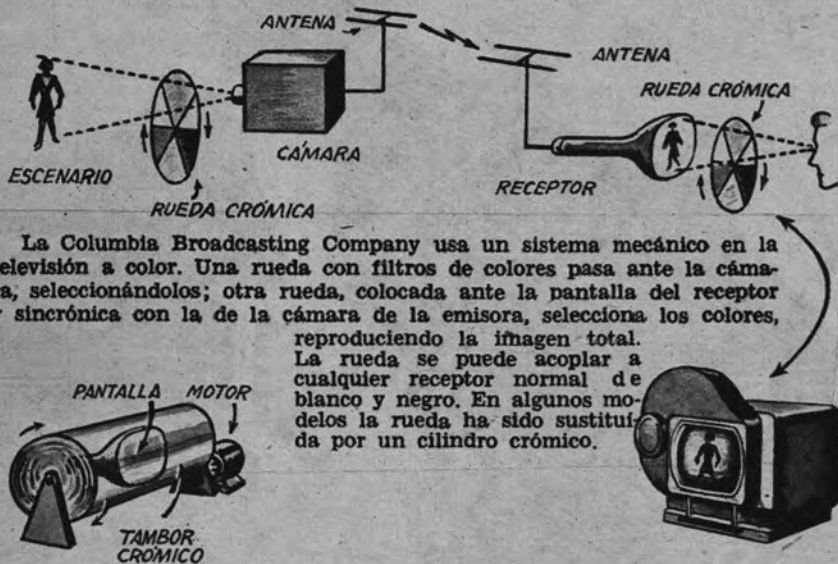 ANTENA
ANTENA
RUEDA CRÓMICA
CÁMARA
ESCENARIO
RECEPTOR
RUEDA CRÓMICA
La Columbia Broadcasting Company usa un sistema mecánico en la
elevisión a color. Una rueda con filtros de colores pasa ante la cáma-
a, seleccionándolos; otra rueda, colocada ante la pantalla del receptor
sincrónica con la de la cámara de la emisora, selecciona los colores,
reproduciendo la imagen total.
La rueda se puede acoplar a
cualquier receptor normal de
blanco y negro. En algunos mo-
delos la rueda ha sido sustituí-
da por un cilindro crómico.
PANTALLA
MOTOR
TAMBOR
CRÓMICO